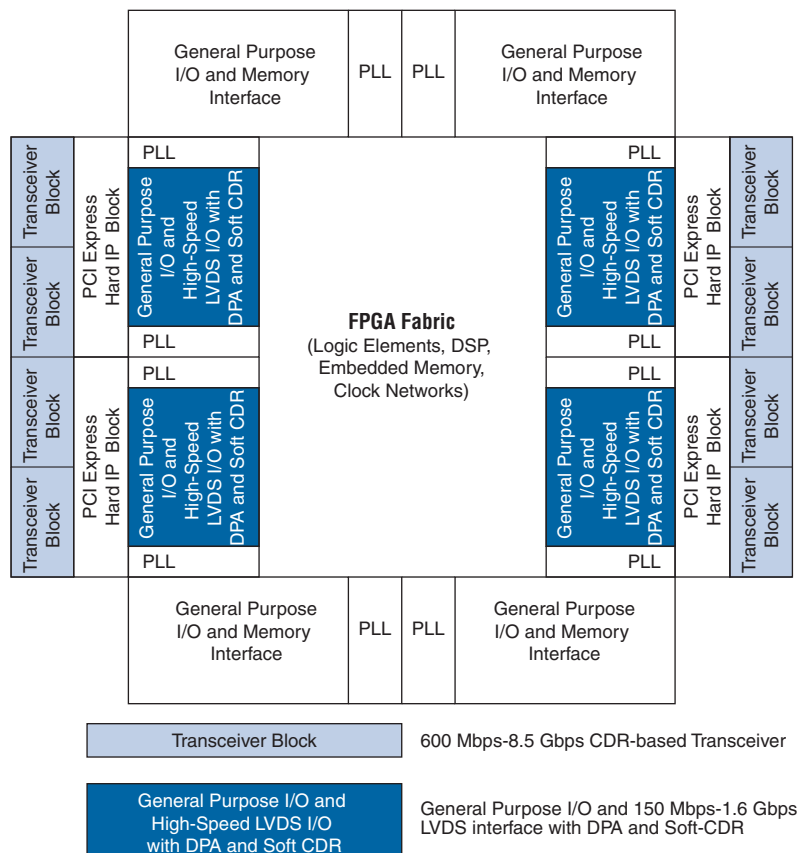 General Purpose
I/O and Memory
Interface
PLL
PLL
General Purpose
I/O and Memory
Interface
Transceiver
Block
Transceiver
Block
PCI Express
Hard IP Block
PLL
General Purpose
I/O and
High-Speed
LVDS I/O with
DPA and Soft CDR
PLL
Transceiver
Block
Transceiver
Block
PCI Express
Hard IP Block
PLL
General Purpose
I/O and
High-Speed
LVDS I/O with
DPA and Soft CDR
PLL
FPGA Fabric
(Logic Elements, DSP,
Embedded Memory,
Clock Networks)
PLL
General Purpose
I/O and
High-Speed
LVDS I/O with
DPA and Soft CDR
PLL
PCI Express
Hard IP Block
Transceiver
Block
Transceiver
Block
PLL
General Purpose
I/O and
High-Speed
LVDS I/O with
DPA and Soft CDR
PLL
PCI Express
Hard IP Block
Transceiver
Block
Transceiver
Block
General Purpose
I/O and Memory
Interface
PLL
PLL
General Purpose
I/O and Memory
Interface
Transceiver Block
600 Mbps-8.5 Gbps CDR-based Transceiver
General Purpose I/O and
High-Speed LVDS I/O
with DPA and Soft CDR
General Purpose I/O and 150 Mbps-1.6 Gbps
LVDS interface with DPA and Soft-CDR